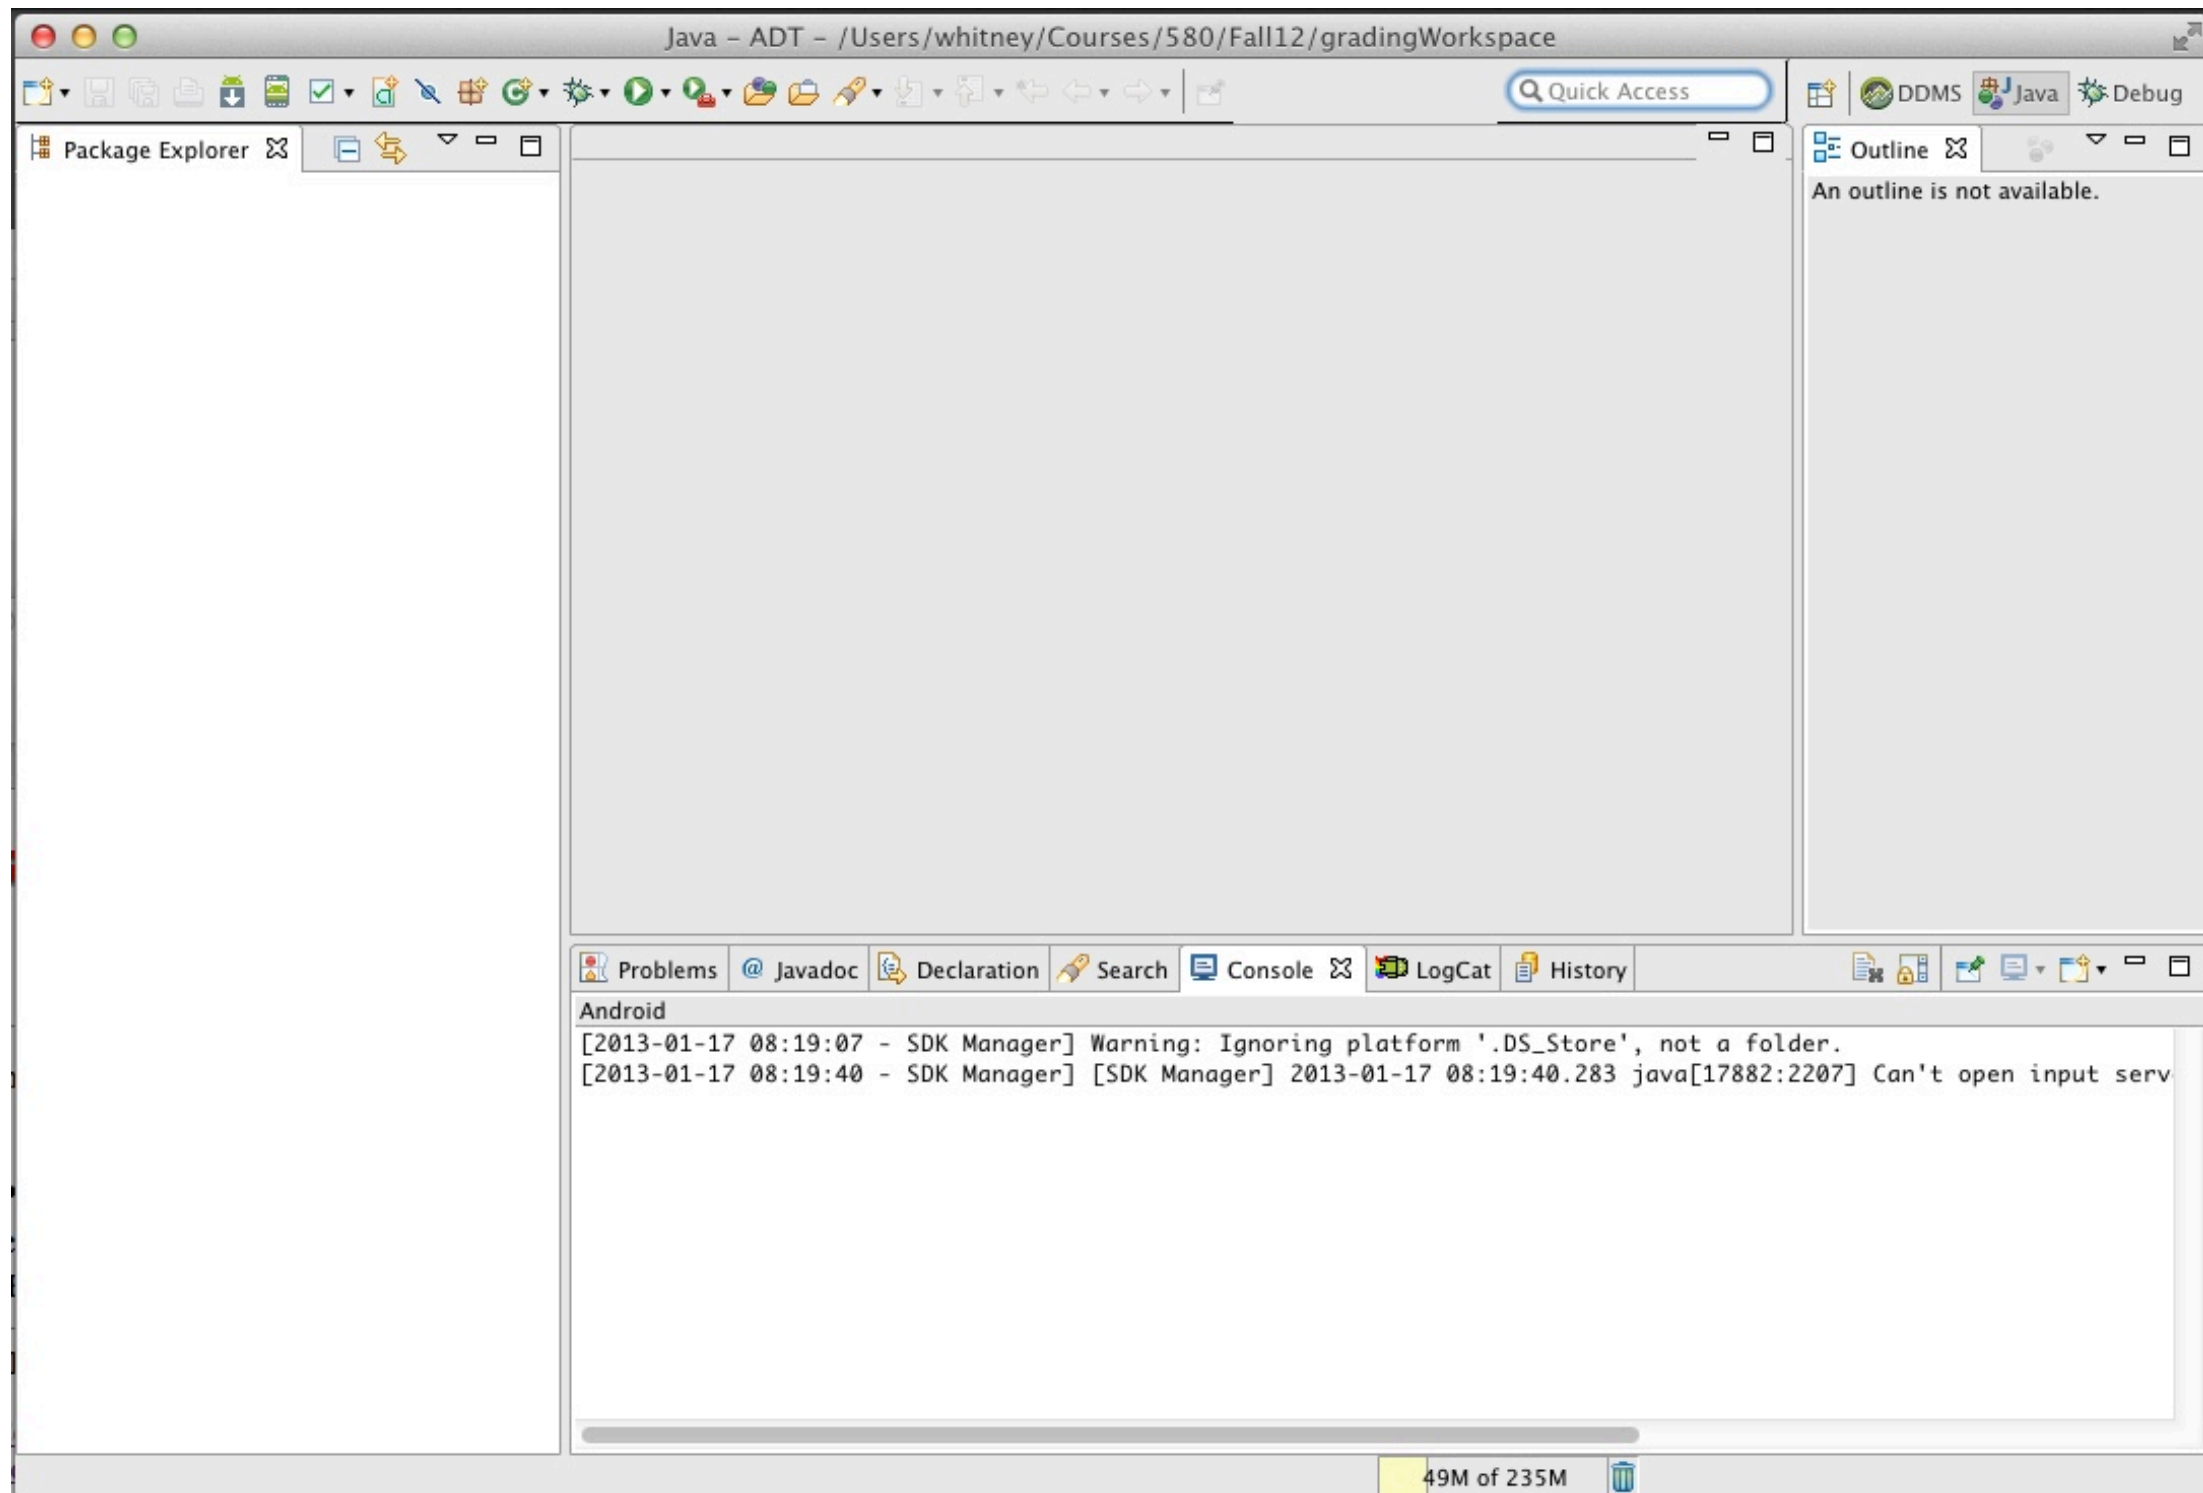 Java – ADT – /Users/whitney/Courses/580/Fall12/gradingWorkspace
Quick Access
DDMS Java Debug
Package Explorer
Outline
An outline is not available.
Problems @ Javadoc Declaration Search Console LogCat History
Android
[2013-01-17 08:19:07 - SDK Manager] Warning: Ignoring platform '.DS_Store', not a folder.
[2013-01-17 08:19:40 - SDK Manager] [SDK Manager] 2013-01-17 08:19:40.283 java[17882:2207] Can't open input serv
49M of 235M